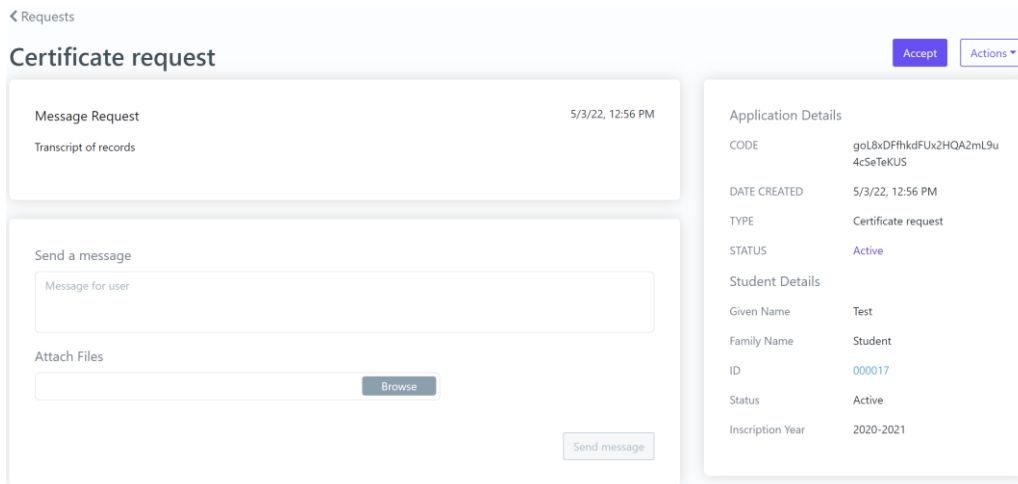 Requests
Certificate request
Accept
Actions
Message Request
5/3/22, 12:56 PM
Transcript of records
Send a message
Message for user
Attach Files
Browse
Send message
Application Details
CODE
goL8xDFfhkdFUx2HQA2mL9u
4cSeTeKUS
DATE CREATED
5/3/22, 12:56 PM
TYPE
Certificate request
STATUS
Active
Student Details
Given Name
Test
Family Name
Student
ID
000017
Status
Active
Inscription Year
2020-2021